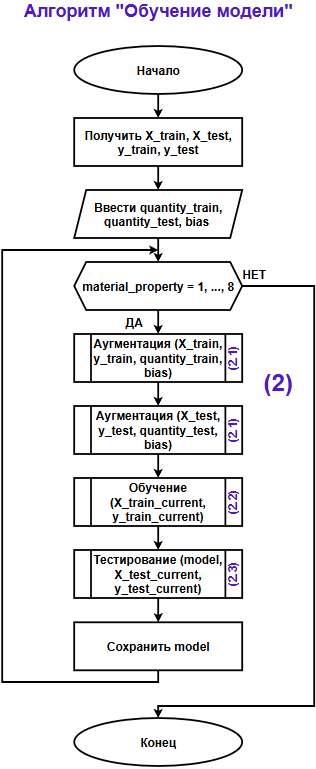 Алгоритм "Обучение модели"
Начало
Получить X_train, X_test,
y_train, y_test
Ввести quantity_train,
quantity_test, bias
material_property = 1, ..., 8
НЕТ
ДА
Аугментация (X_train,
y_train, quantity_train,
bias)
(2.1)
(2)
Аугментация (X_test,
y_test, quantity_test,
bias)
(2.1)
Обучение
(X_train_current,
y_train_current)
(2.2)
Тестирование (model,
X_test_current,
y_test_current)
(2.3)
Сохранить model
Конец